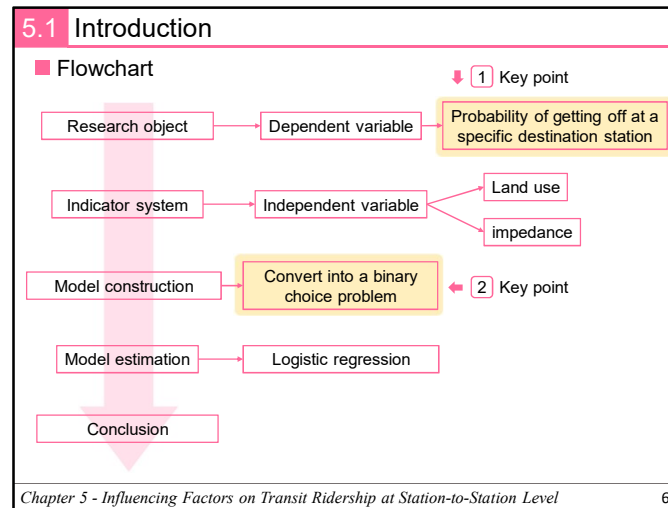 5.1 Introduction
Flowchart
1 Key point
Research object
Dependent variable
Probability of getting off at a
specific destination station
Indicator system
Independent variable
Land use
impedance
Model construction
Convert into a binary
choice problem
2 Key point
Model estimation
Logistic regression
Conclusion
Chapter 5 - Influencing Factors on Transit Ridership at Station-to-Station Level 6